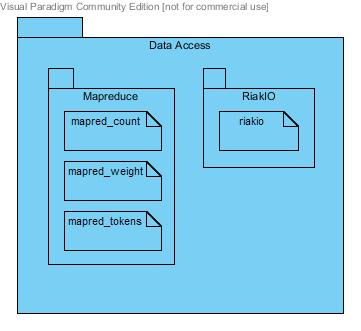 Visual Paradigm Community Edition [not for commercial use]
Data Access
Mapreduce
mapred_count
mapred_weight
mapred_tokens
RiakIO
riakio